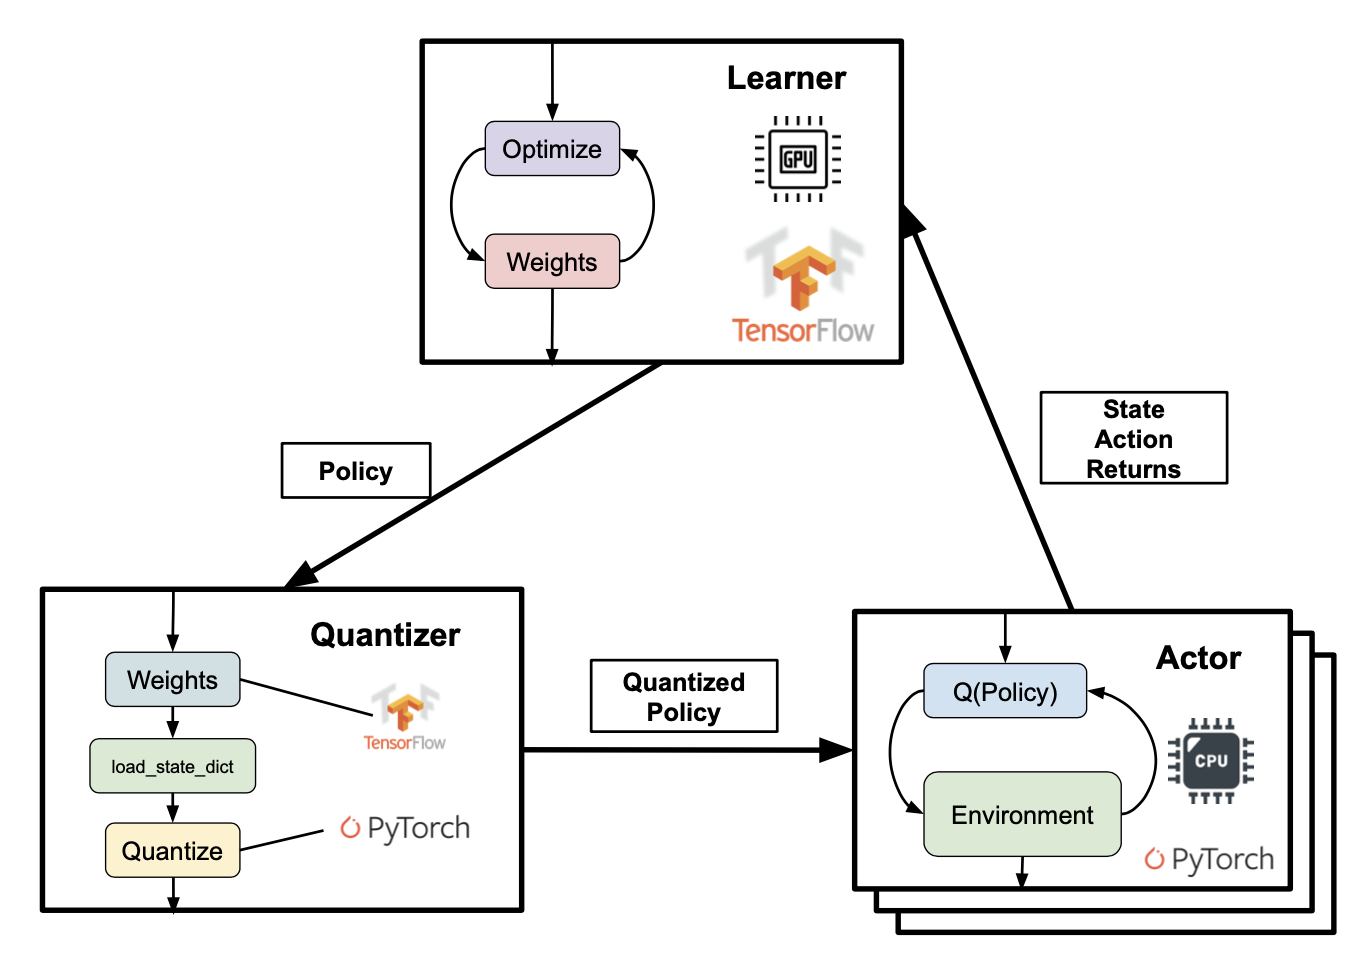 Learner
Optimize
GPU
Weights
TensorFlow
State
Action
Returns
Policy
Quantizer
Weights
TensorFlow
load_state_dict
PyTorch
Quantize
Quantized
Policy
Actor
Q(Policy)
CPU
Environment
PyTorch